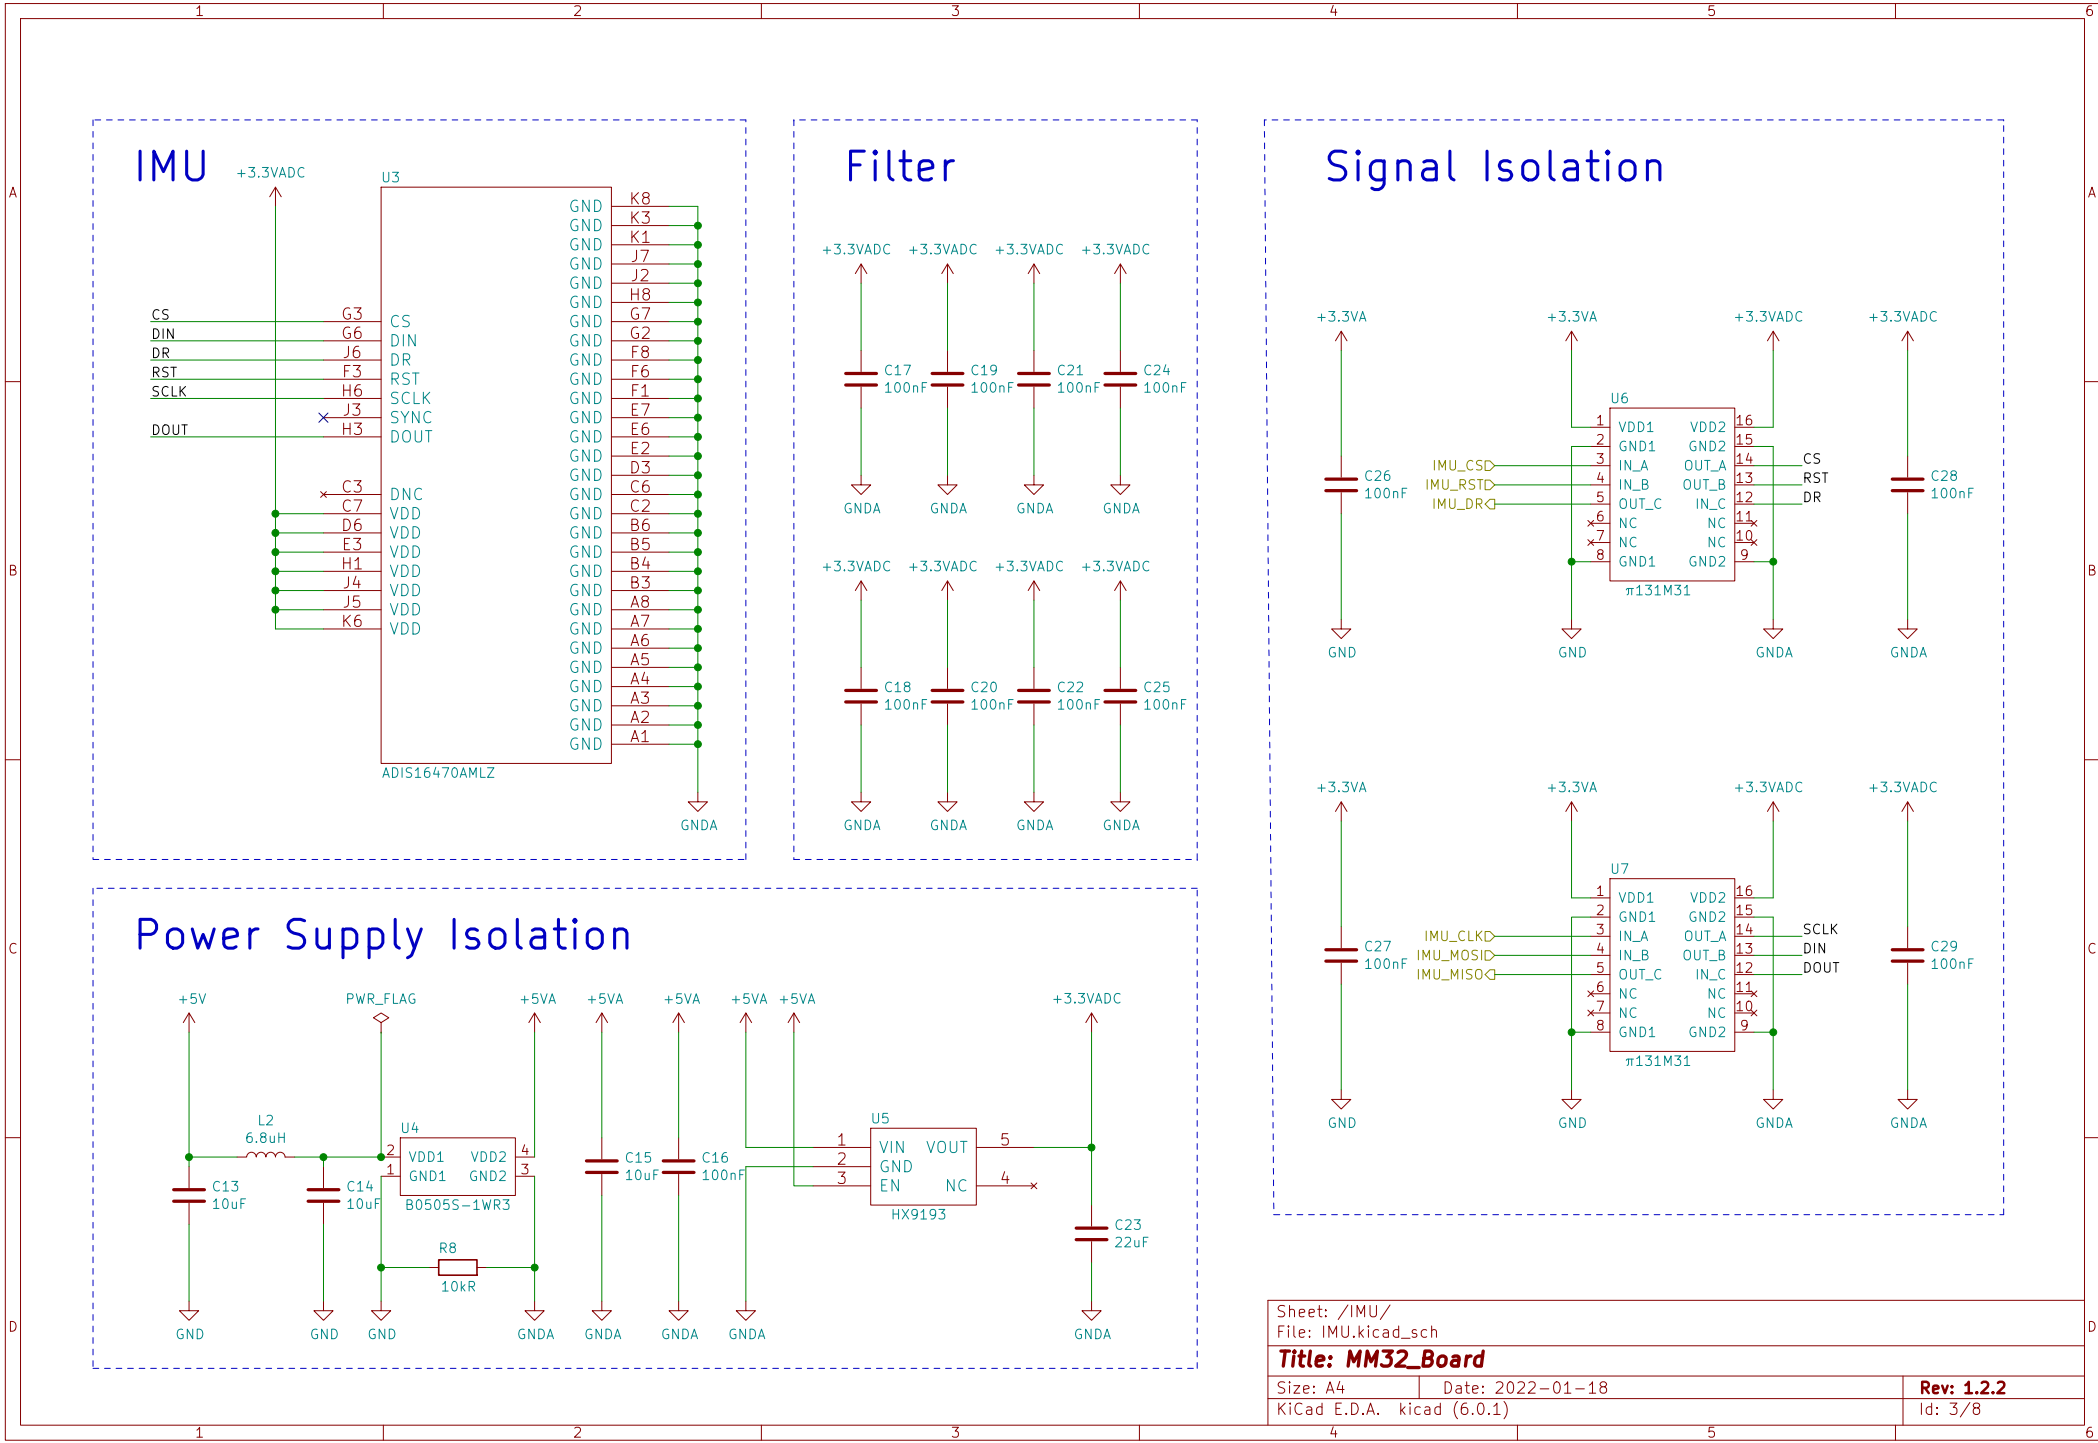 1 2 3 4 5 6
A A
B B
C C
D D
1 2 3 4 5 6
IMU
+3.3VADC
U3
CS G3 CS
DIN G6 DIN
DR J6 DR
RST F3 RST
SCLK H6 SCLK
J3 SYNC
DOUT H3 DOUT
C3 DNC
C7 VDD
D6 VDD
E3 VDD
H1 VDD
J4 VDD
J5 VDD
K6 VDD
GND K8
GND K3
GND K1
GND J7
GND J2
GND H8
GND G7
GND G2
GND F8
GND F6
GND F1
GND E7
GND E6
GND E2
GND D3
GND C6
GND C2
GND B6
GND B5
GND B4
GND B3
GND A8
GND A7
GND A6
GND A5
GND A4
GND A3
GND A2
GND A1
ADIS16470AMLZ
GNDA
Filter
+3.3VADC +3.3VADC +3.3VADC +3.3VADC
C17 C19 C21 C24
100nF 100nF 100nF 100nF
GNDA GNDA GNDA GNDA
+3.3VADC +3.3VADC +3.3VADC +3.3VADC
C18 C20 C22 C25
100nF 100nF 100nF 100nF
GNDA GNDA GNDA GNDA
Signal Isolation
+3.3VA +3.3VA +3.3VADC +3.3VADC
U6
1 VDD1 VDD2 16
2 GND1 GND2 15
IMU_CS 3 IN_A OUT_A 14 CS
IMU_RST 4 IN_B OUT_B 13 RST
IMU_DR 5 OUT_C IN_C 12 DR
6 NC NC 11
7 NC NC 10
8 GND1 GND2 9
π131M31
C26
100nF
C28
100nF
GND GND GNDA GNDA
+3.3VA +3.3VA +3.3VADC +3.3VADC
U7
1 VDD1 VDD2 16
2 GND1 GND2 15
IMU_CLK 3 IN_A OUT_A 14 SCLK
IMU_MOSI 4 IN_B OUT_B 13 DIN
IMU_MISO 5 OUT_C IN_C 12 DOUT
6 NC NC 11
7 NC NC 10
8 GND1 GND2 9
π131M31
C27
100nF
C29
100nF
GND GND GNDA GNDA
Power Supply Isolation
+5V PWR_FLAG +5VA +5VA +5VA +5VA +5VA +3.3VADC
L2
6.8uH
U4
2 VDD1 VDD2 4
1 GND1 GND2 3
B0505S-1WR3
C13
10uF
C14
10uF
R8
10kR
C15
10uF
C16
100nF
U5
1 VIN VOUT 5
2 GND
3 EN NC 4
HX9193
C23
22uF
GND GND GND GNDA GNDA GNDA GNDA GNDA
Sheet: /IMU/
File: IMU.kicad_sch
Title: MM32_Board
Size: A4 Date: 2022-01-18 Rev: 1.2.2
KiCad E.D.A. kicad (6.0.1) Id: 3/8